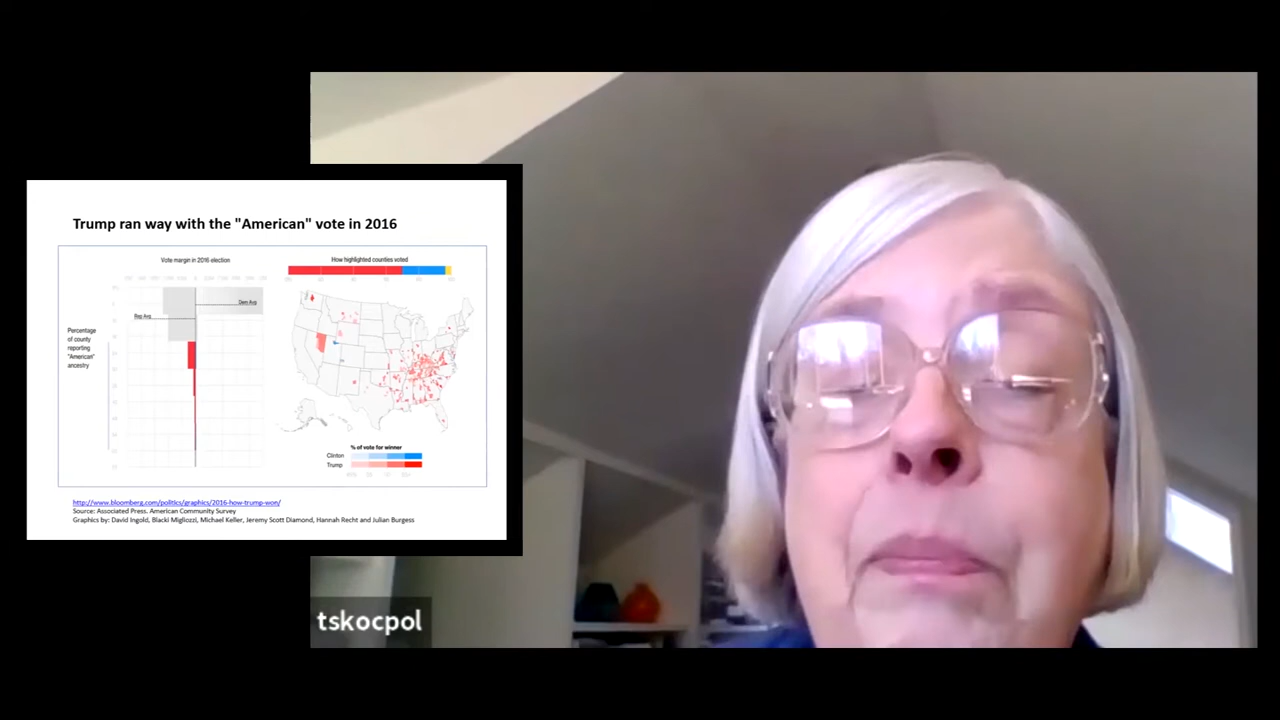 Trump ran way with the "American" vote in 2016
Vote margin in 2016 election
Dem Avg
Rep Avg
Percentage
of county
reporting
"American"
ancestry
How highlighted counties voted
% of vote for winner
Clinton
Trump
http://www.bloomberg.com/politics/graphics/2016-how-trump-won/
Source: Associated Press. American Community Survey
Graphics by: David Ingold, Blacki Migliozzi, Michael Keller, Jeremy Scott Diamond, Hannah Recht and Julian Burgess
tskocpol